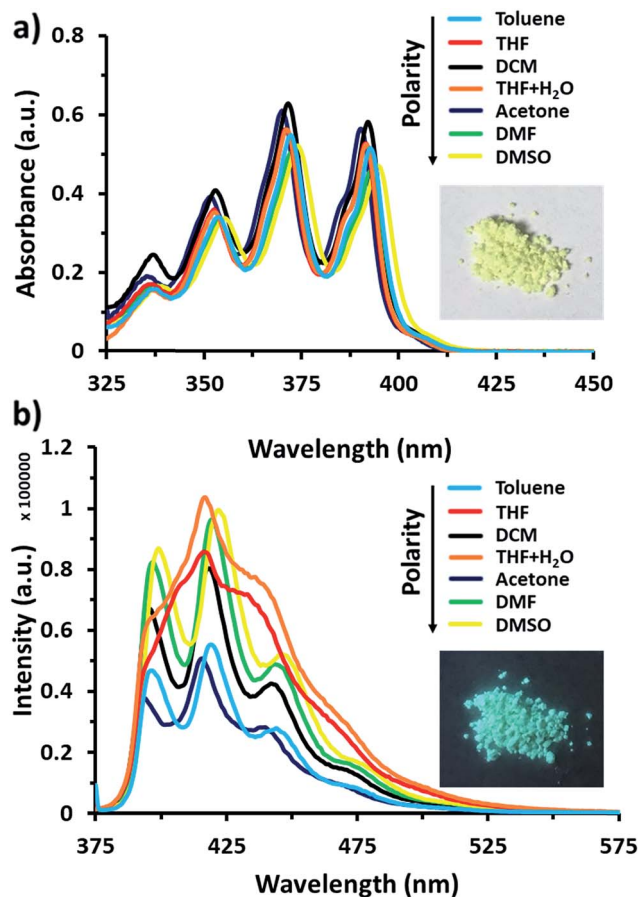 a)
Absorbance (a.u.)
0.8
0.6
0.4
0.2
0
325
350
375
400
425
450
Wavelength (nm)
Polarity
Toluene
THF
DCM
THF+H₂O
Acetone
DMF
DMSO
b)
x 100000
Intensity (a.u.)
1.2
1
0.8
0.6
0.4
0.2
0
375
425
475
525
575
Wavelength (nm)
Polarity
Toluene
THF
DCM
THF+H₂O
Acetone
DMF
DMSO